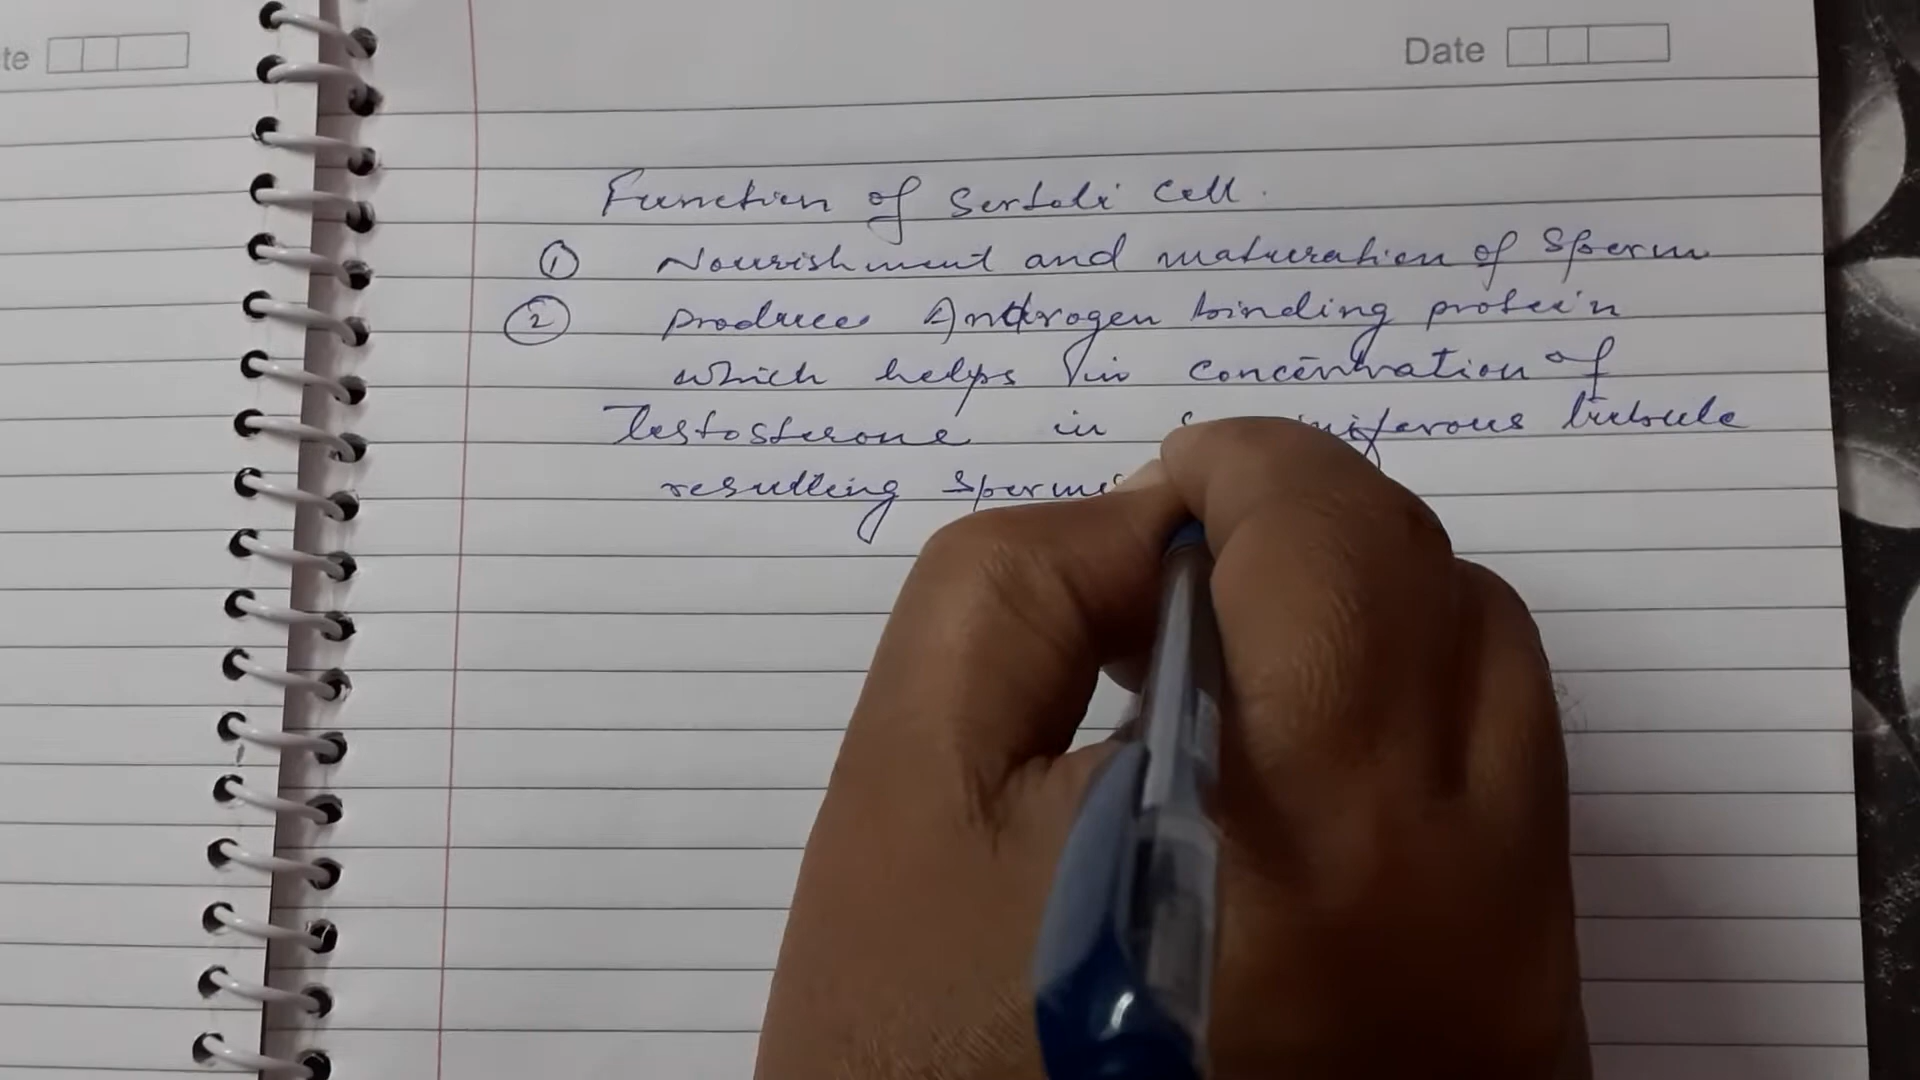 te
Date
Function of Sertoli Cell.
① Nourishment and maturation of Sperm
② produces Androgen binding protein
which helps in concentration of
Testosterone in tubule
resulting